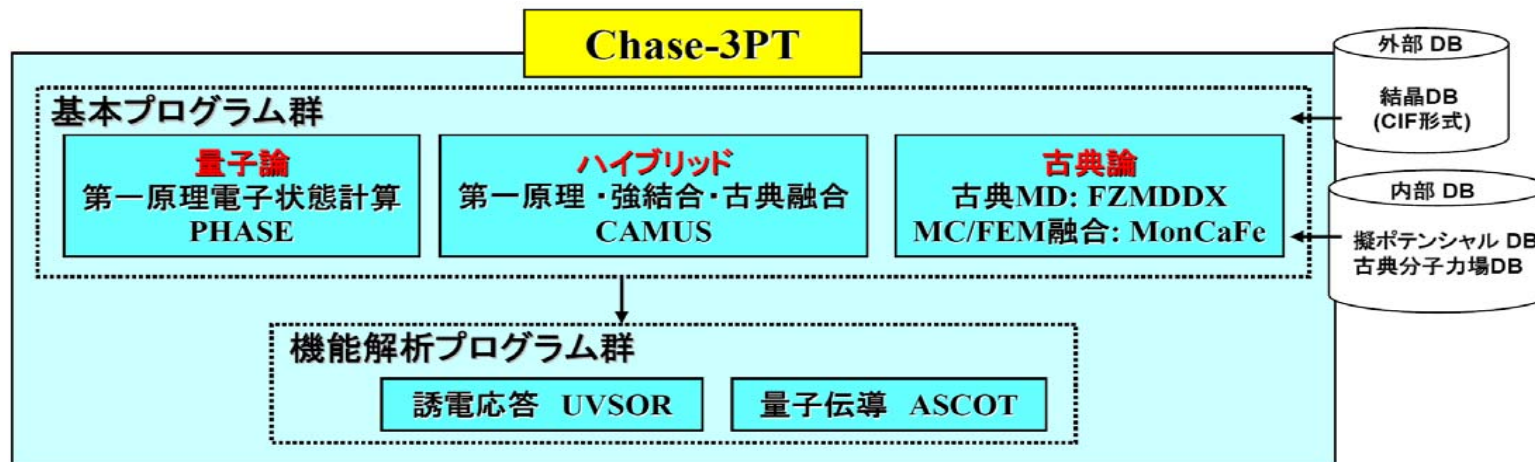 Chase-3PT
基本プログラム群
量子論
第一原理電子状態計算
PHASE
ハイブリッド
第一原理・強結合・古典融合
CAMUS
古典論
古典MD: FZMDDX
MC/FEM融合: MonCaFe
外部 DB
結晶DB
(CIF形式)
内部 DB
擬ポテンシャル DB
古典分子力場DB
機能解析プログラム群
誘電応答 UVSOR
量子伝導 ASCOT